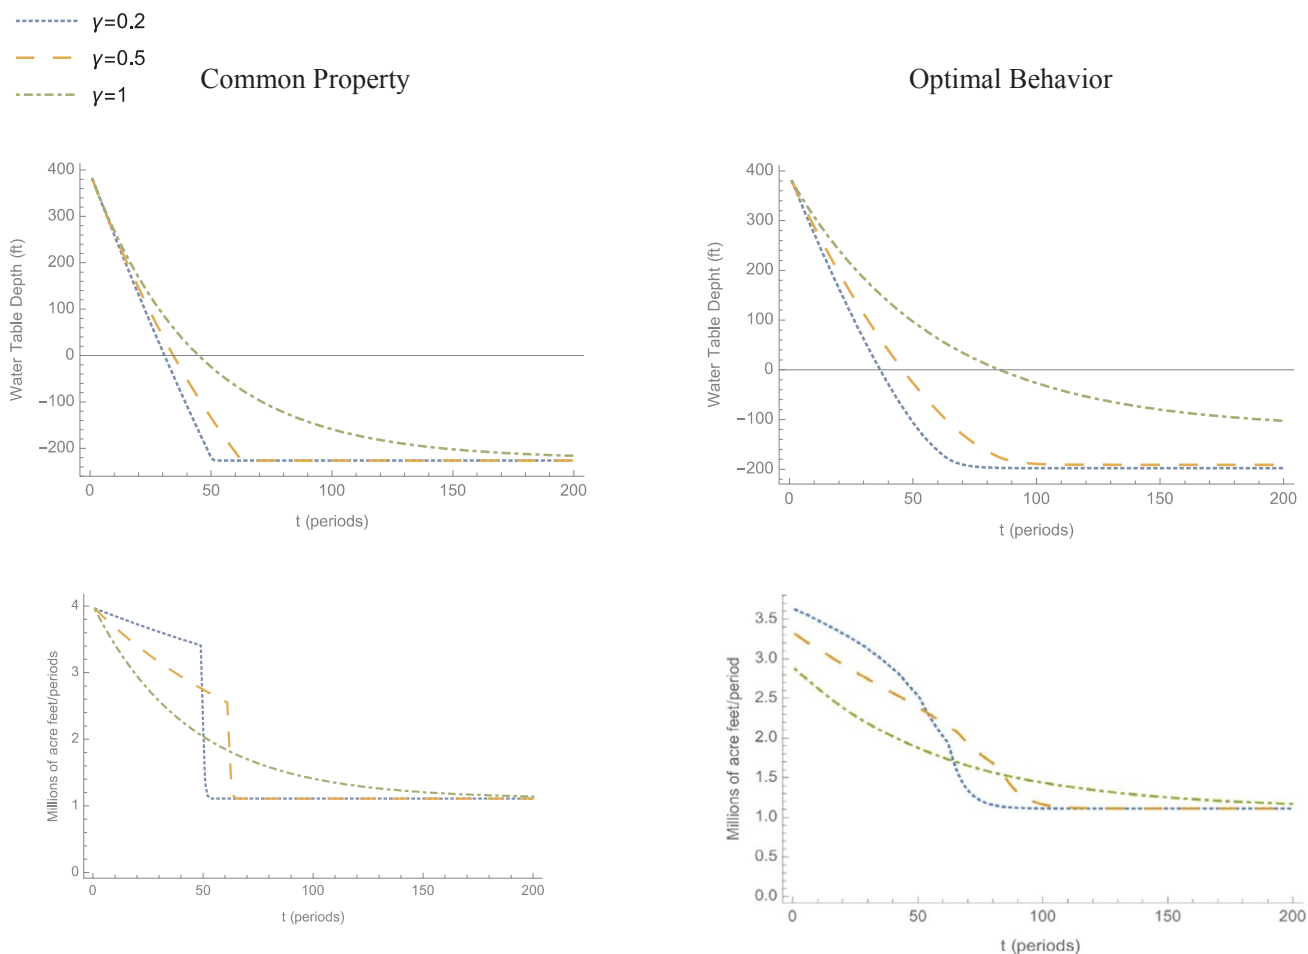 γ=0.2
γ=0.5
γ=1
Common Property
Optimal Behavior
400
300
200
100
0
−100
−200
Water Table Depth (ft)
0 50 100 150 200
t (periods)
400
300
200
100
0
−100
−200
Water Table Depht (ft)
0 50 100 150 200
t (periods)
4
3
2
1
0
Millions of acre feet/periods
0 50 100 150 200
t (periods)
3.5
3.0
2.5
2.0
1.5
1.0
0.5
0.0
Millions of acre feet/period
0 50 100 150 200
t (periods)